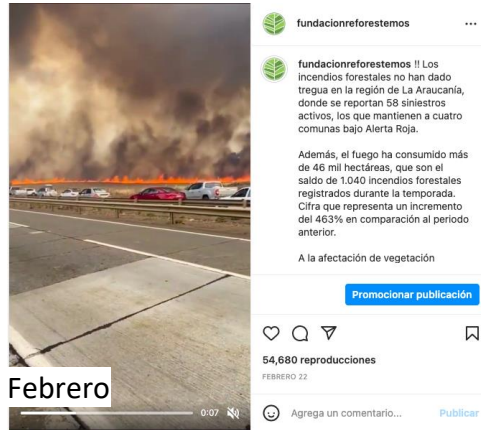 fundacionreforestemos
fundacionreforestemos !! Los
incendios forestales no han dado
tregua en la región de La Araucanía,
donde se reportan 58 siniestros
activos, los que mantienen a cuatro
comunas bajo Alerta Roja.
Además, el fuego ha consumido más
de 46 mil hectáreas, que son el
saldo de 1.040 incendios forestales
registrados durante la temporada.
Cifra que representa un incremento
del 463% en comparación al periodo
anterior.
A la afectación de vegetación
Promocionar publicación
54,680 reproducciones
FEBRERO 22
Febrero
0:07
Agrega un comentario... Publicar